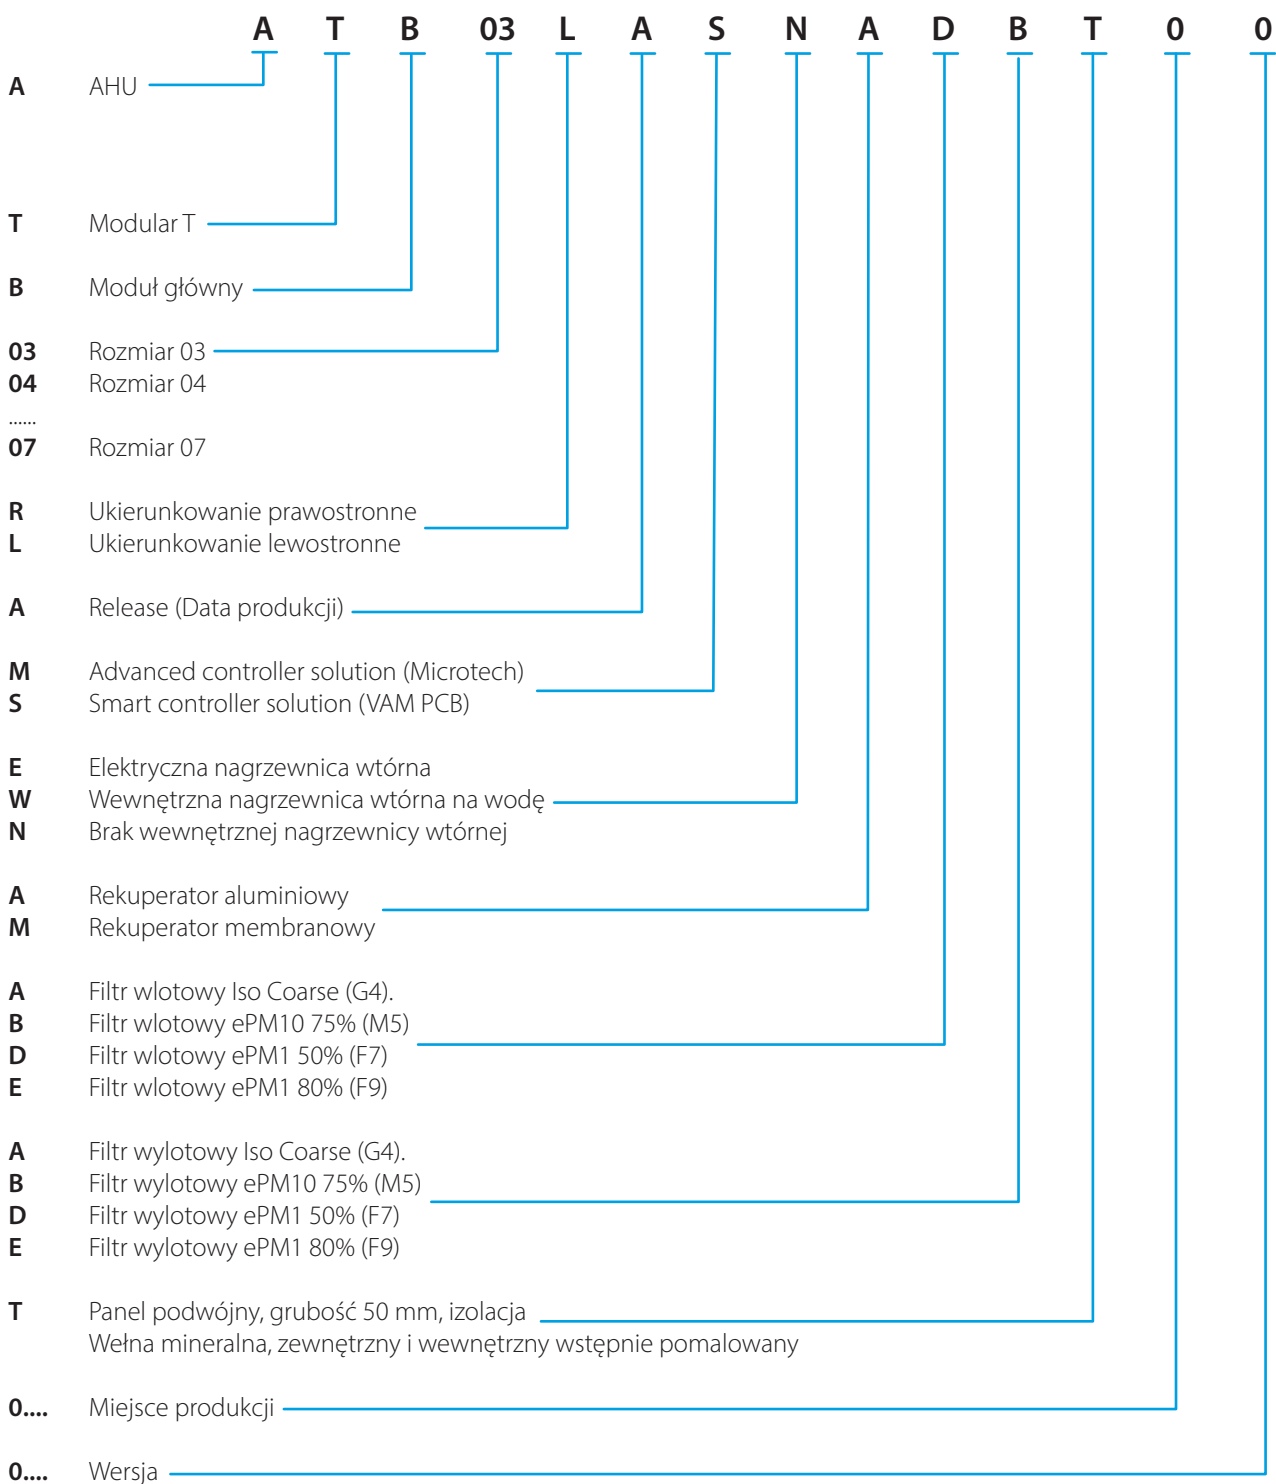 A T B 03 L A S N A D B T 0 0
A AHU
T Modular T
B Moduł główny
03 Rozmiar 03
04 Rozmiar 04
......
07 Rozmiar 07
R Ukierunkowanie prawostronne
L Ukierunkowanie lewostronne
A Release (Data produkcji)
M Advanced controller solution (Microtech)
S Smart controller solution (VAM PCB)
E Elektryczna nagrzewnica wtórna
W Wewnętrzna nagrzewnica wtórna na wodę
N Brak wewnętrznej nagrzewnicy wtórnej
A Rekuperator aluminiowy
M Rekuperator membranowy
A Filtr wlotowy Iso Coarse (G4).
B Filtr wlotowy ePM10 75% (M5)
D Filtr wlotowy ePM1 50% (F7)
E Filtr wlotowy ePM1 80% (F9)
A Filtr wylotowy Iso Coarse (G4).
B Filtr wylotowy ePM10 75% (M5)
D Filtr wylotowy ePM1 50% (F7)
E Filtr wylotowy ePM1 80% (F9)
T Panel podwójny, grubość 50 mm, izolacja
Wełna mineralna, zewnętrzny i wewnętrzny wstępnie pomalowany
0.... Miejsce produkcji
0.... Wersja